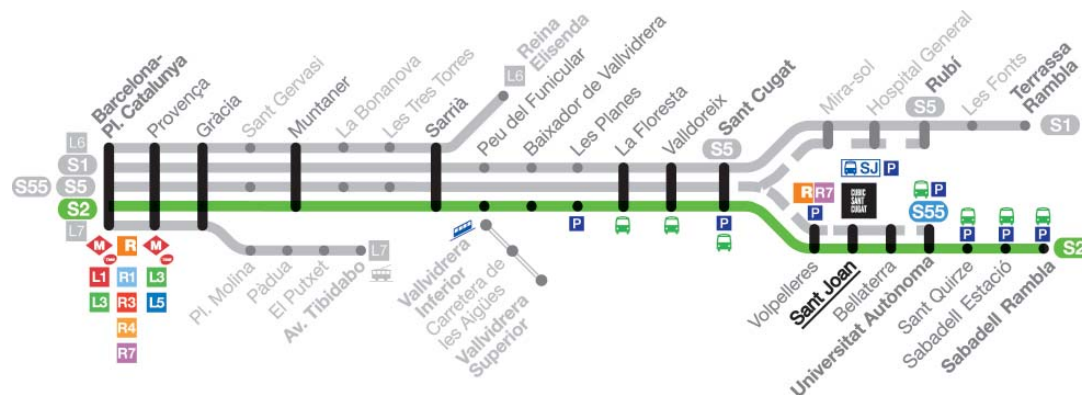 Barcelona-
Pl. Catalunya
Provença
Gràcia
Sant Gervasi
Muntaner
La Bonanova
Les Tres Torres
Sarrià
Reina
Elisenda
L6
Peu del Funicular
Baixador de Vallvidrera
Les Planes
La Floresta
Valldoreix
Sant Cugat
S5
Mira-sol
Hospital General
Rubí
S5
Les Fonts
Terrassa
Rambla
S1
L6
S1
S55 S5
S2
L7
M R M
L1 R1 L3
L3 R3 L5
R4
R7
Pl. Molina
Pàdua
El Putxet
Av. Tibidabo
L7
Vallvidrera
Inferior
Carretera de
les Aigües
Vallvidrera
Superior
P
P
SJ P
R R7
P
CUBIC
SANT
CUGAT
P
S55
P P P
S2
Volpelleres
Sant Joan
Bellaterra
Universitat Autònoma
Sant Quirze
Sabadell Estació
Sabadell Rambla